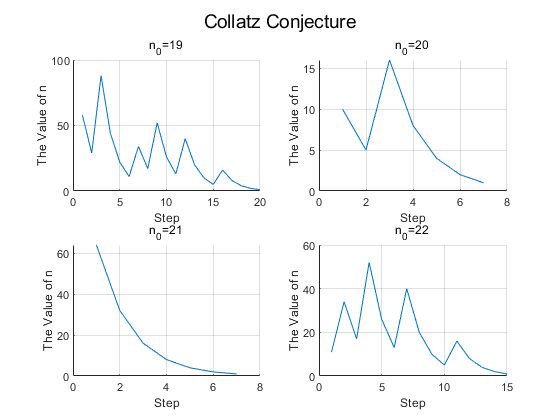 Collatz Conjecture
n₀=19
The Value of n
100
50
0
0 5 10 15 20
Step
n₀=20
The Value of n
15
10
5
0
0 2 4 6 8
Step
n₀=21
The Value of n
60
40
20
0
0 2 4 6 8
Step
n₀=22
The Value of n
60
40
20
0
0 5 10 15
Step